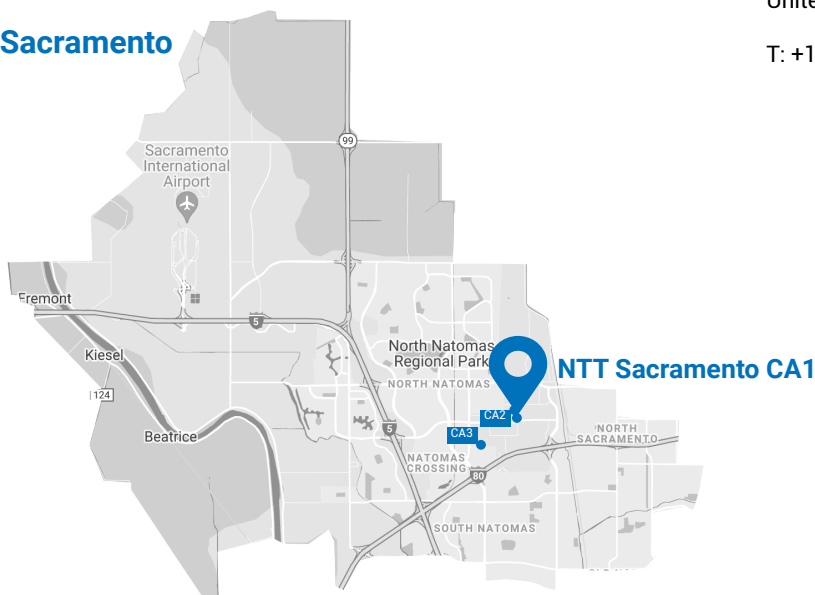 Unite
Sacramento
T: +1
99
Sacramento
International
Airport
Fremont
5
Kiesel
North Natomas
Regional Park
NTT Sacramento CA1
NORTH NATOMAS
124
CA2
5
CA3
Beatrice
NORTH
SACRAMENTO
NATOMAS
CROSSING
80
SOUTH NATOMAS